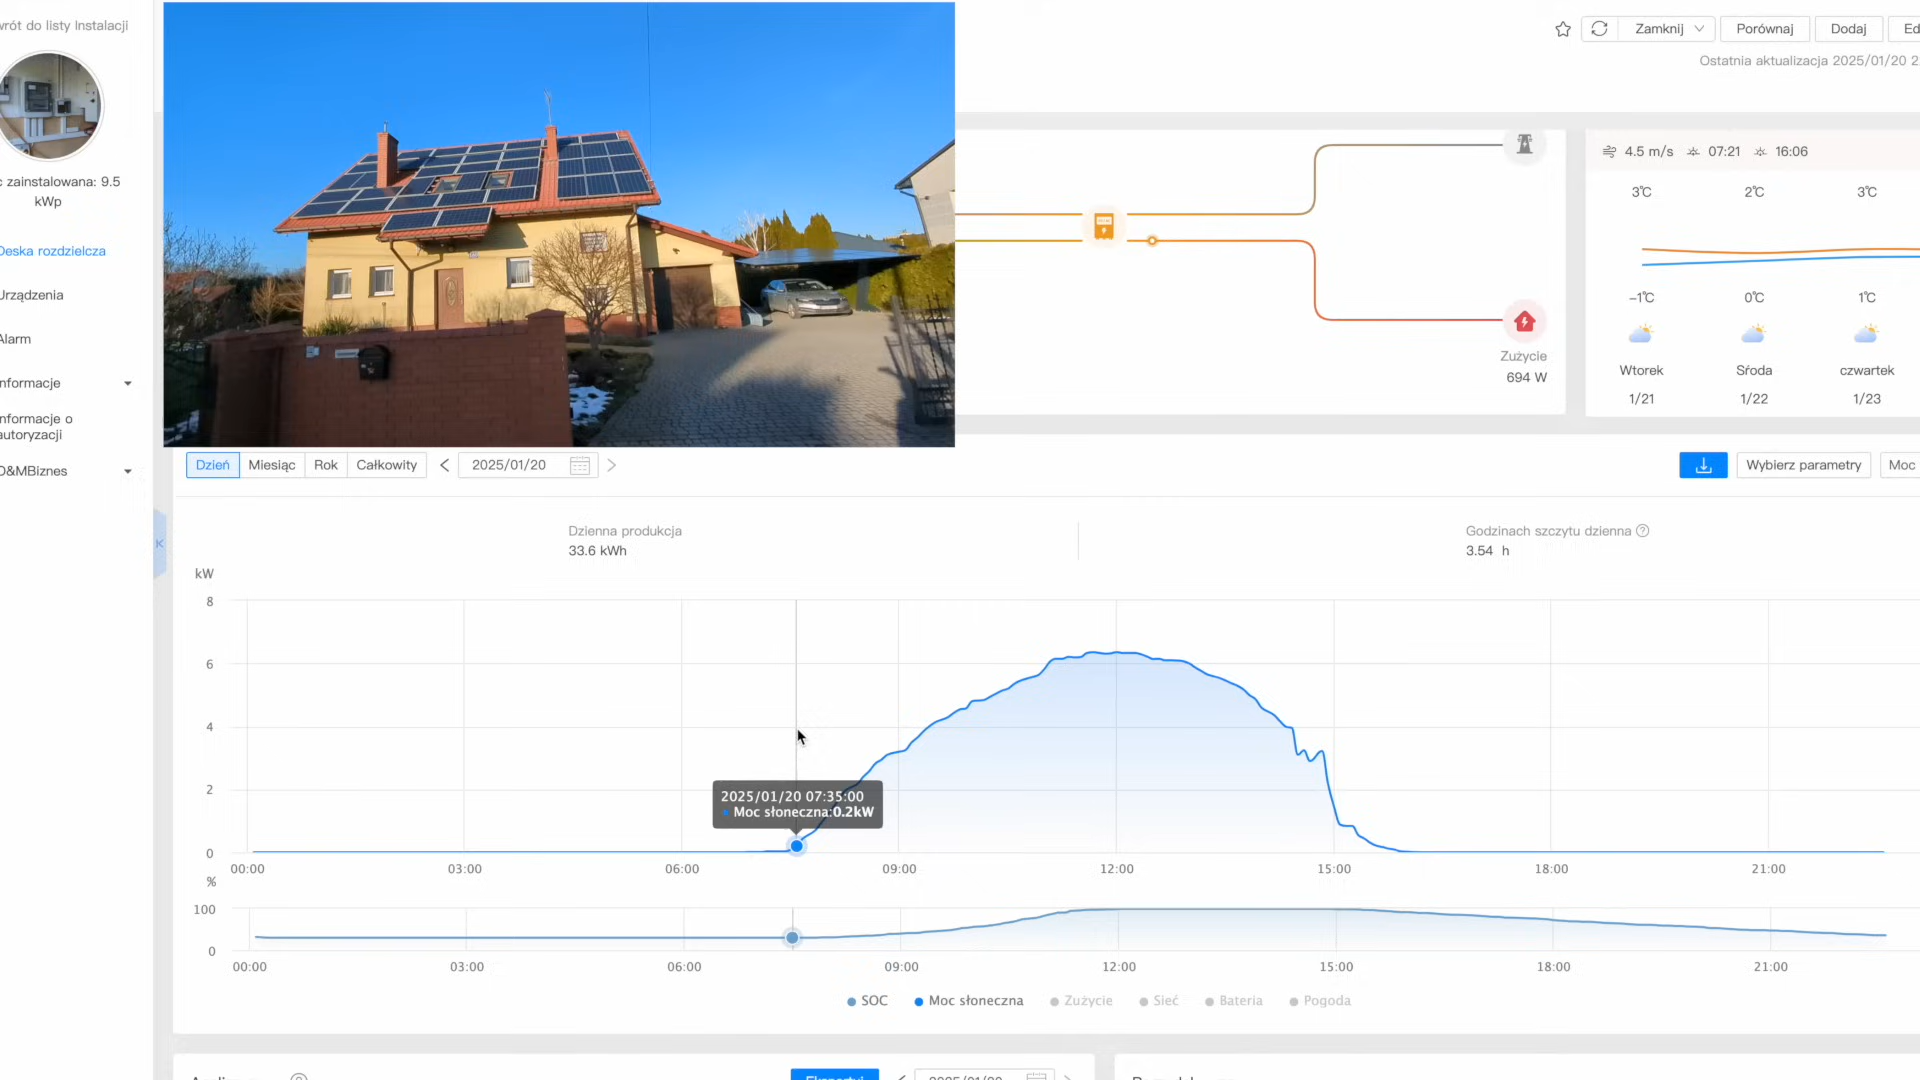 wrót do listy Instalacji
c zainstalowana: 9.5
kWp
Deska rozdzielcza
Urządzenia
Alarm
nformacje
nformacje o
autoryzacji
O&MBiznes
Zamknij
Porównaj
Dodaj
Ed
Ostatnia aktualizacja 2025/01/20 2
Zużycie
694 W
4.5 m/s 07:21 16:06
3℃ 2℃ 3℃
-1℃ 0℃ 1℃
Wtorek Środa czwartek
1/21 1/22 1/23
Dzień Miesiąc Rok Całkowity < 2025/01/20 >
Wybierz parametry Moc
Dzienna produkcja
33.6 kWh
Godzinach szczytu dzienna ?
3.54 h
kW
8
6
4
2
0
2025/01/20 07:35:00
Moc słoneczna:0.2kW
00:00 03:00 06:00 09:00 12:00 15:00 18:00 21:00
%
100
0
00:00 03:00 06:00 09:00 12:00 15:00 18:00 21:00
SOC Moc słoneczna Zużycie Sieć Bateria Pogoda
Eksportuj < 2025/01/20 >